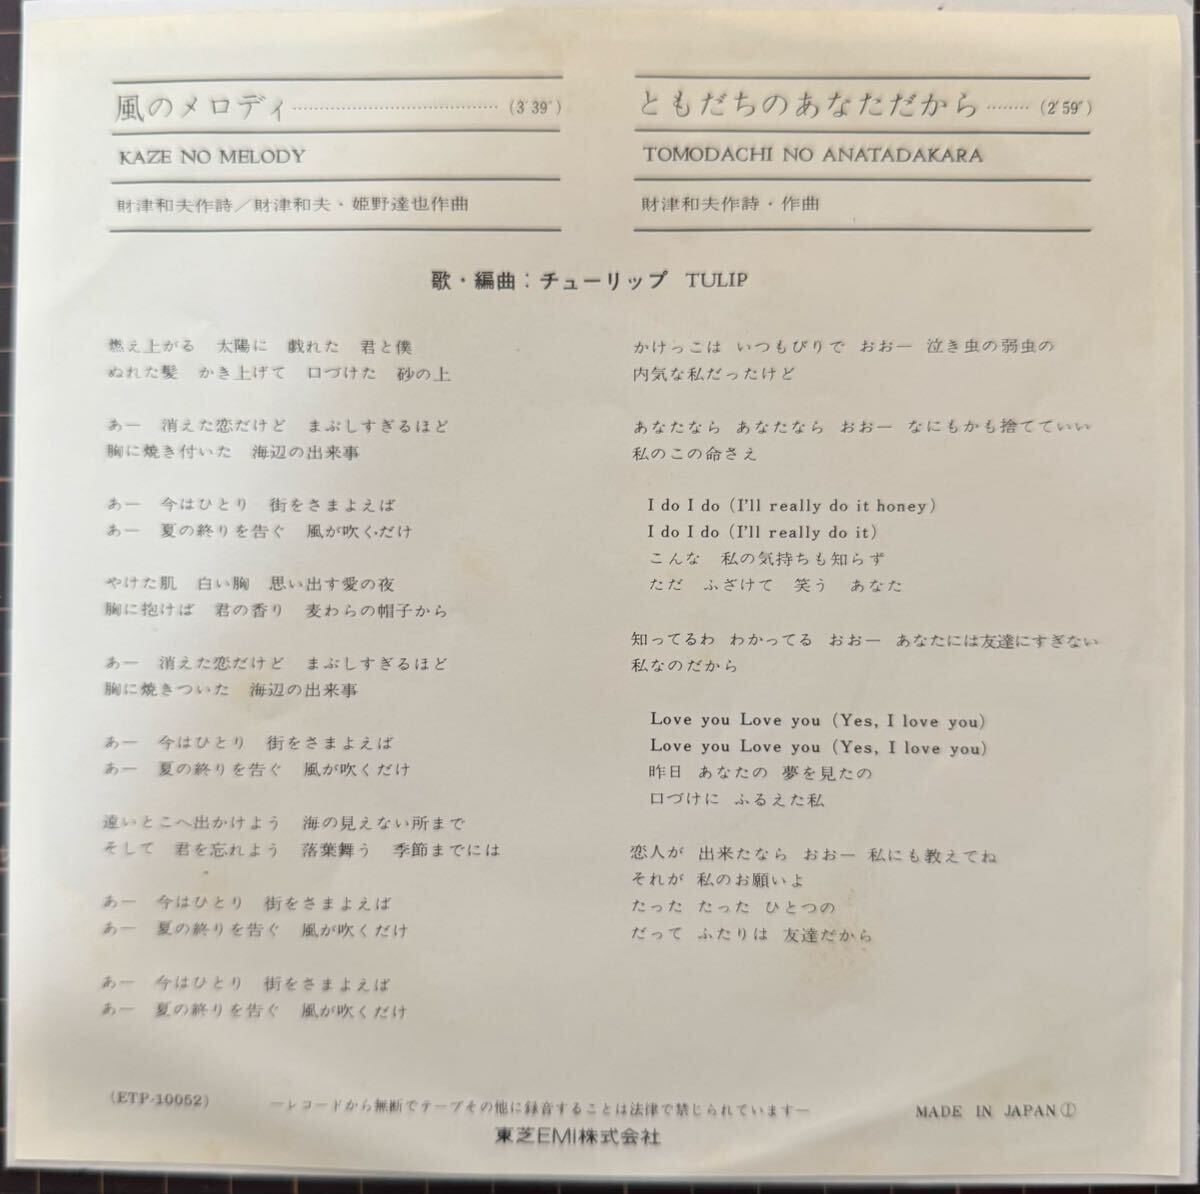 風のメロディ‥‥‥‥‥‥‥‥‥‥‥‥(3′39″)
KAZE NO MELODY
財津和夫作詩／財津和夫・姫野達也作曲
ともだちのあなただから‥‥‥(2′59″)
TOMODACHI NO ANATADAKARA
財津和夫作詩・作曲
歌・編曲：チューリップ TULIP
燃え上がる 太陽に 戯れた 君と僕
ぬれた髪 かき上げて 口づけた 砂の上
あー 消えた恋だけど まぶしすぎるほど
胸に焼き付いた 海辺の出来事
あー 今はひとり 街をさまよえば
あー 夏の終りを告ぐ 風が吹くだけ
やけた肌 白い胸 思い出す愛の夜
胸に抱けば 君の香り 麦わらの帽子から
あー 消えた恋だけど まぶしすぎるほど
胸に焼きついた 海辺の出来事
あー 今はひとり 街をさまよえば
あー 夏の終りを告ぐ 風が吹くだけ
遠いとこへ出かけよう 海の見えない所まで
そして 君を忘れよう 落葉舞う 季節までには
あー 今はひとり 街をさまよえば
あー 夏の終りを告ぐ 風が吹くだけ
あー 今はひとり 街をさまよえば
あー 夏の終りを告ぐ 風が吹くだけ
かけっこは いつもびりで おおー 泣き虫の弱虫の
内気な私だったけど
あなたなら あなたなら おおー なにもかも捨てていい
私のこの命さえ
I do I do (I'll really do it honey)
I do I do (I'll really do it)
こんな 私の気持ちも知らず
ただ ふざけて 笑う あなた
知ってるわ わかってる おおー あなたには友達にすぎない
私なのだから
Love you Love you (Yes, I love you)
Love you Love you (Yes, I love you)
昨日 あなたの 夢を見たの
口づけに ふるえた私
恋人が 出来たなら おおー 私にも教えてね
それが 私のお願いよ
たった たった ひとつの
だって ふたりは 友達だから
(ETP-10052)
―レコードから無断でテープその他に録音することは法律で禁じられています―
MADE IN JAPAN Ⓘ
東芝EMI株式会社